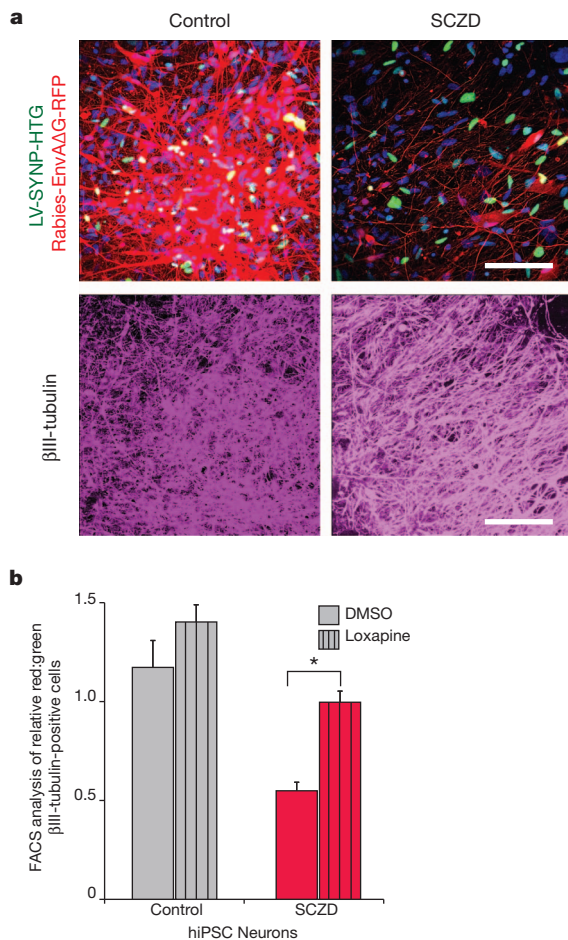 a
Control
SCZD
LV-SYNP-HTG
Rabies-EnvAΔG-RFP
βIII-tubulin
b
FACS analysis of relative red:green
βIII-tubulin-positive cells
1.5
1.0
0.5
0
DMSO
Loxapine
*
Control
SCZD
hiPSC Neurons